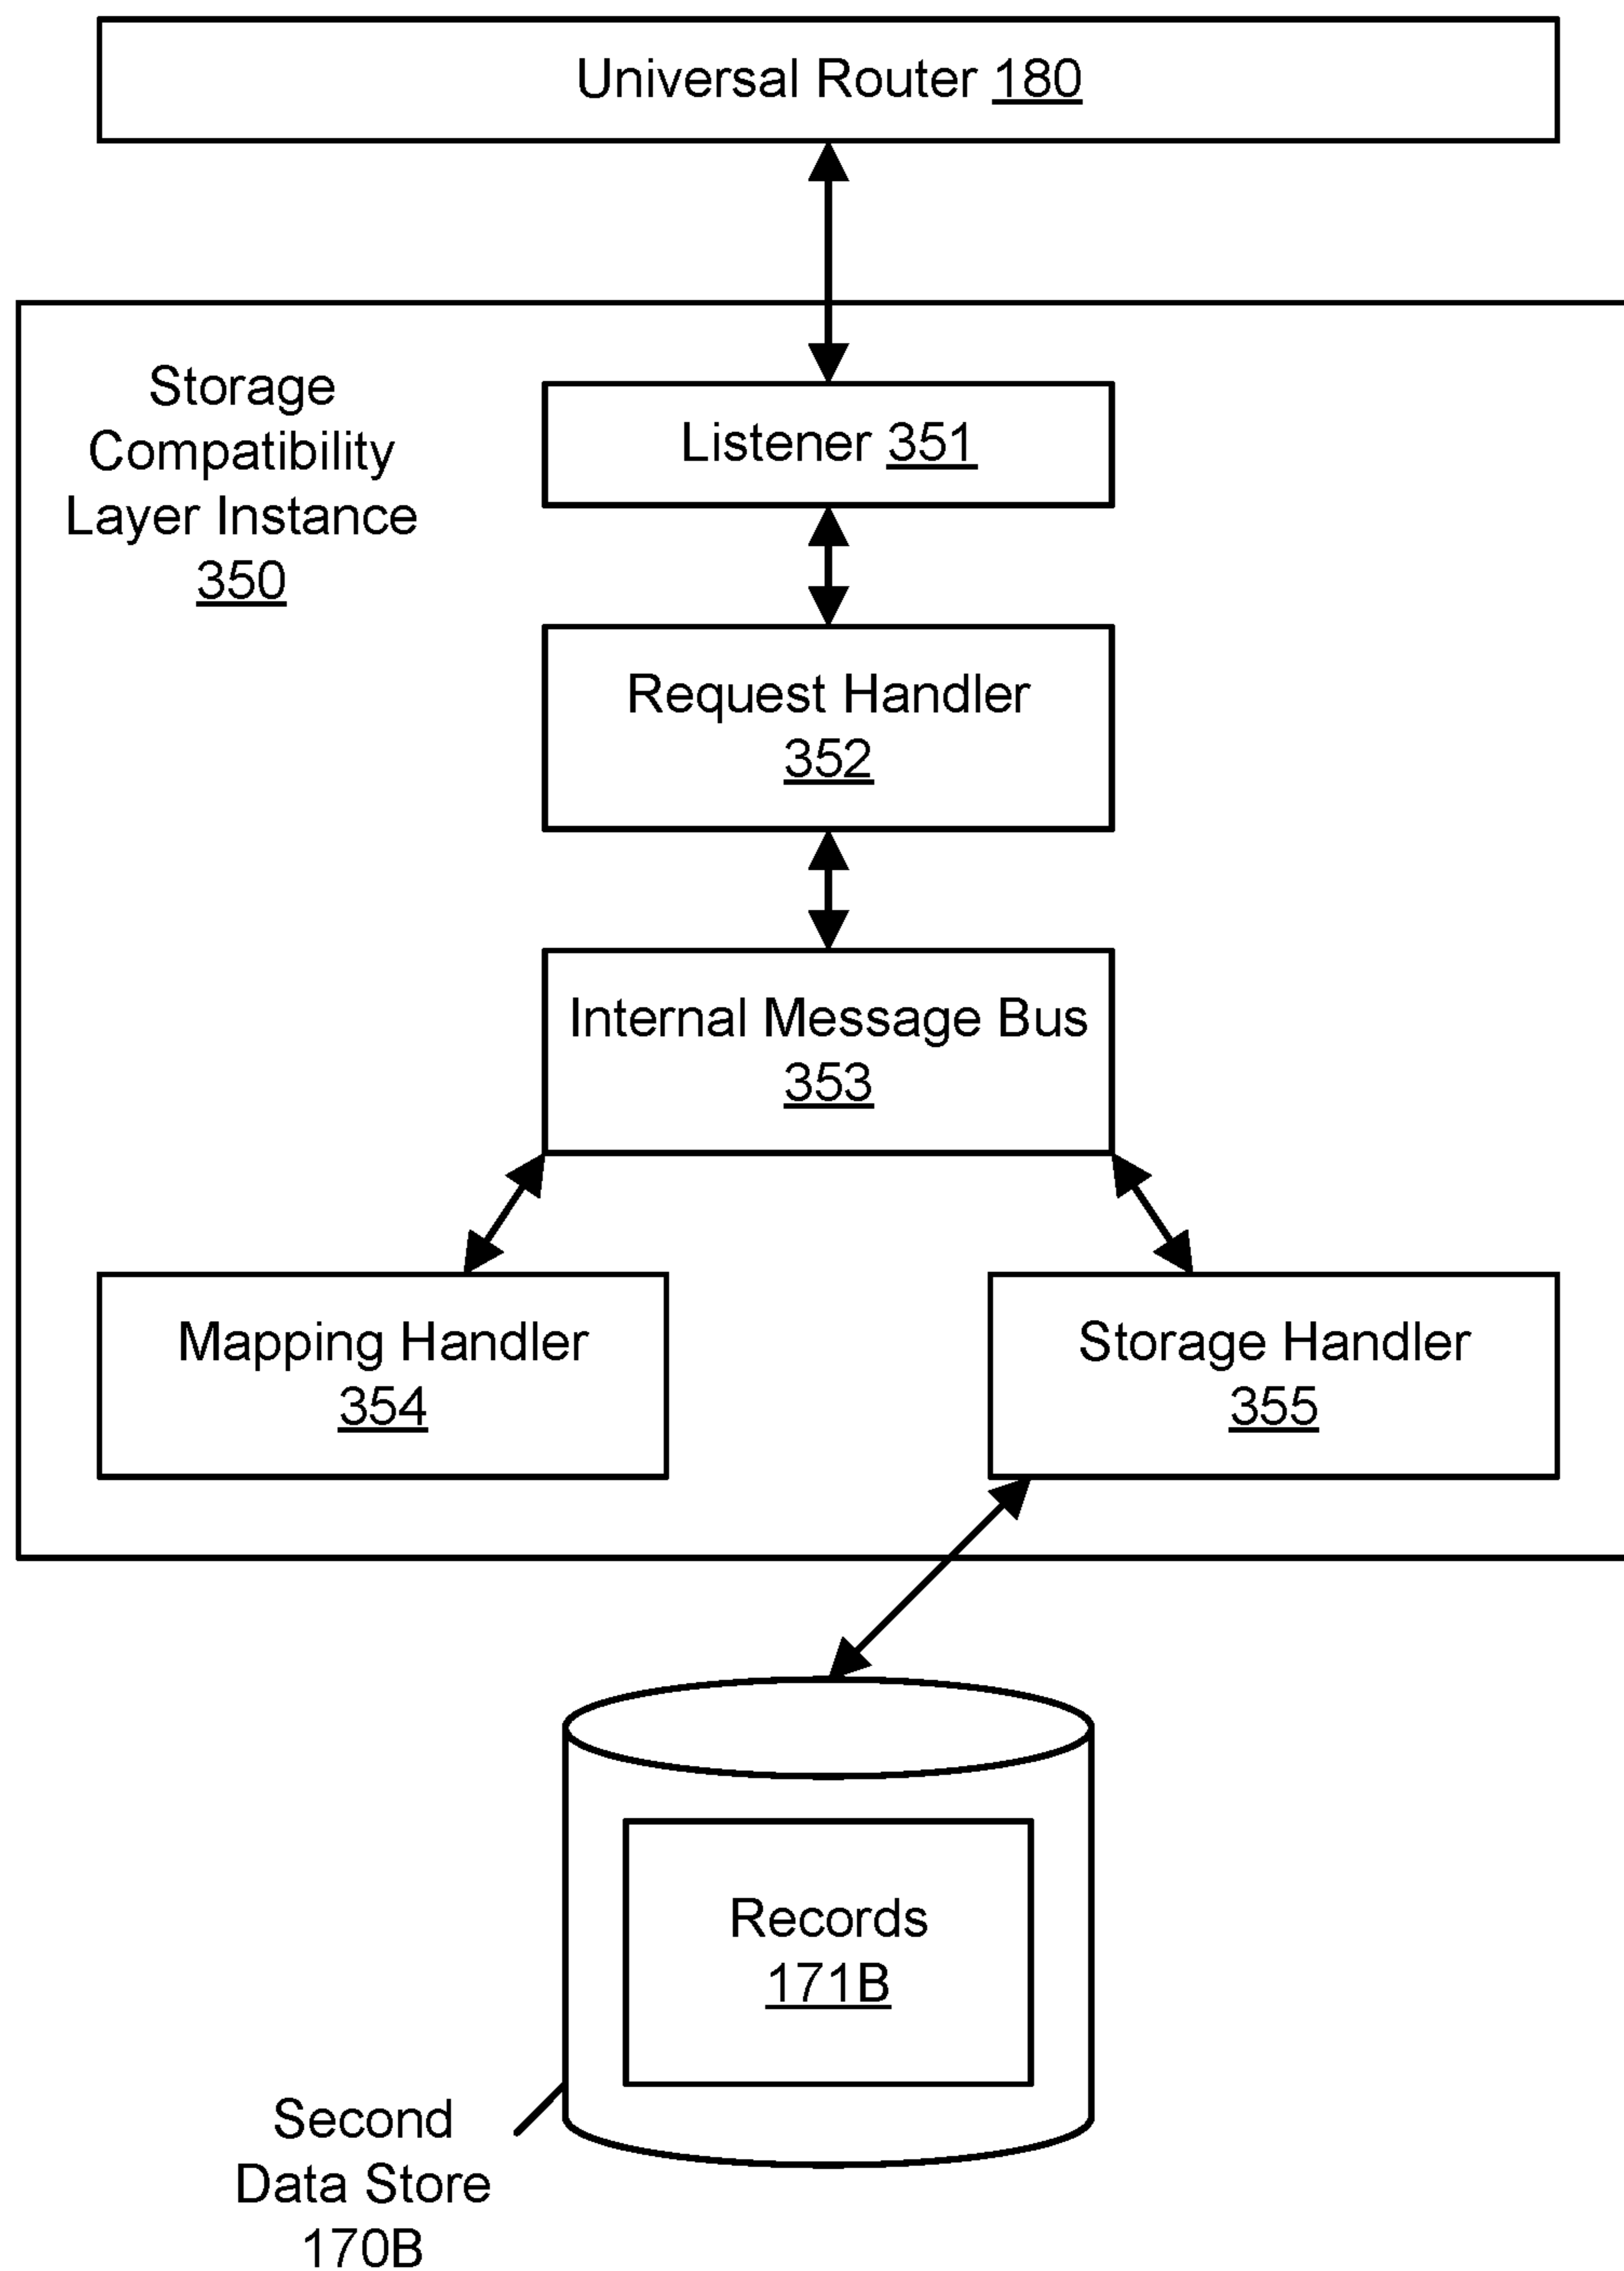 Universal Router 180
Storage
Compatibility
Layer Instance
350
Listener 351
Request Handler
352
Internal Message Bus
353
Mapping Handler
354
Storage Handler
355
Records
171B
Second
Data Store
170B